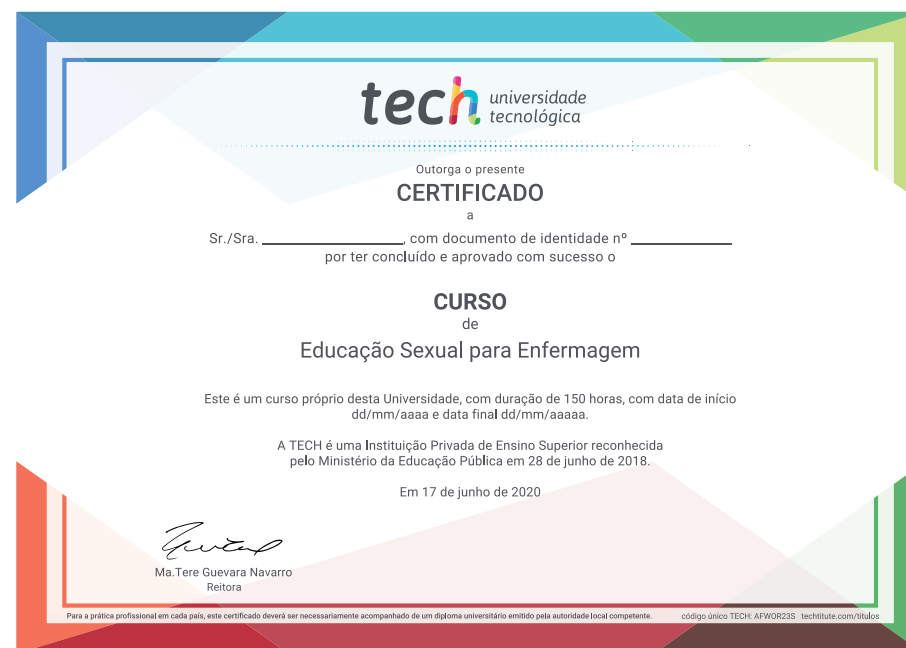 tech universidade
tecnológica
Outorga o presente
CERTIFICADO
a
Sr./Sra. ____________________, com documento de identidade nº ______________
por ter concluído e aprovado com sucesso o
CURSO
de
Educação Sexual para Enfermagem
Este é um curso próprio desta Universidade, com duração de 150 horas, com data de início
dd/mm/aaaa e data final dd/mm/aaaaa.
A TECH é uma Instituição Privada de Ensino Superior reconhecida
pelo Ministério da Educação Pública em 28 de junho de 2018.
Em 17 de junho de 2020
Ma.Tere Guevara Navarro
Reitora
Para a prática profissional em cada país, este certificado deverá ser necessariamente acompanhado de um diploma universitário emitido pela autoridade local competente. código único TECH: AFWOR23S techtitute.com/titulos